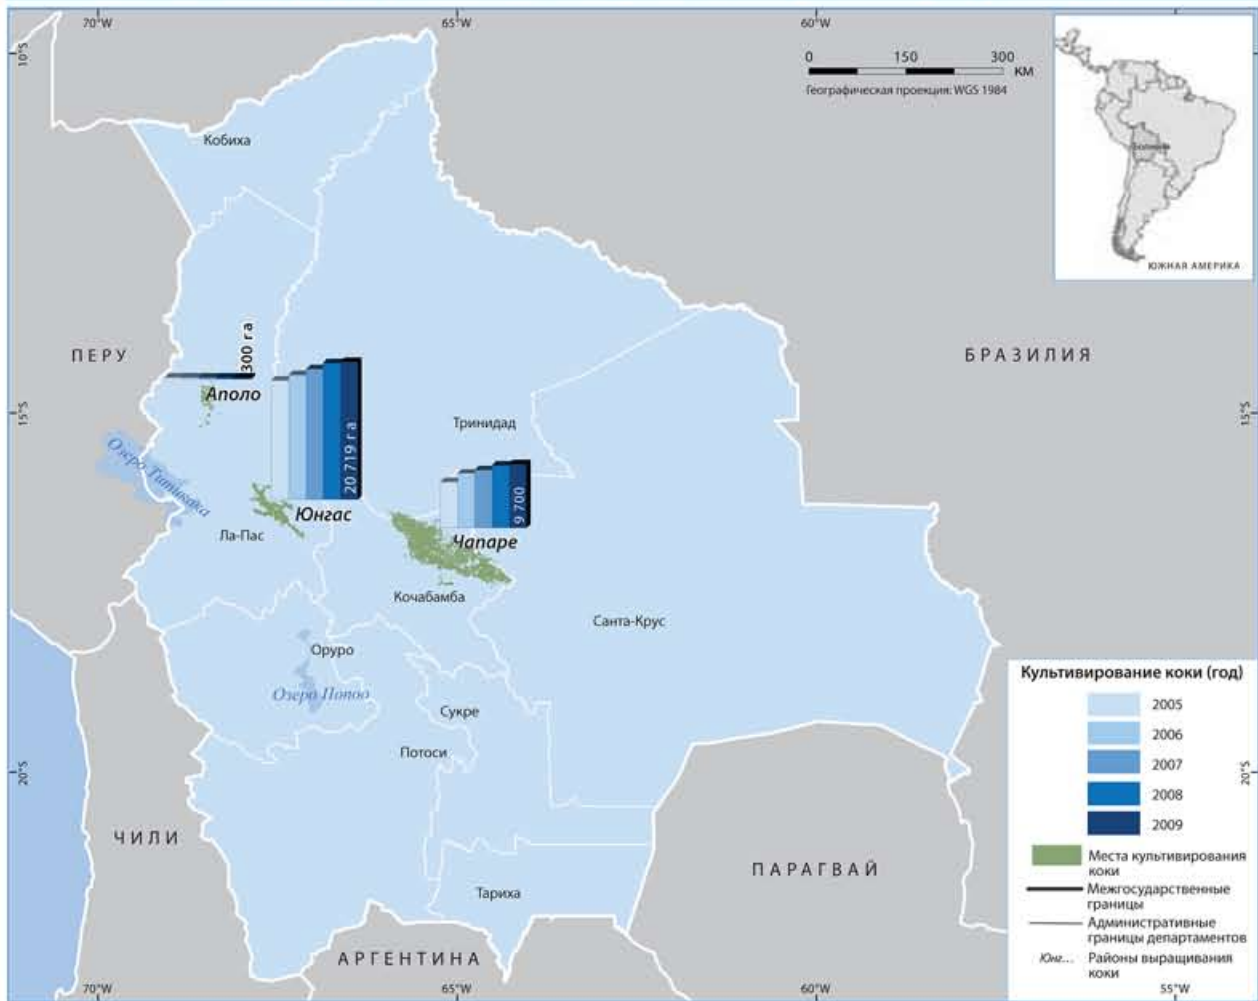 70°W
65°W
60°W
10°S
0 150 300
КМ
Географическая проекция: WGS 1984
Боливия
ЮЖНАЯ АМЕРИКА
Кобиха
ПЕРУ
300 га
БРАЗИЛИЯ
Аполо
15°S
15°S
Тринидад
Озеро Титикака
20 719 га
9 700
Юнгас
Ла-Пас
Чапаре
Кочабамба
Санта-Крус
Оруро
Озеро Попоо
Сукре
Потоси
20°S
20°S
ЧИЛИ
ПАРАГВАЙ
Тариха
АРГЕНТИНА
Культивирование коки (год)
2005
2006
2007
2008
2009
Места культивирования
коки
Межгосударственные
границы
Административные
границы департаментов
Юнг... Районы выращивания
коки
70°W
65°W
60°W
55°W